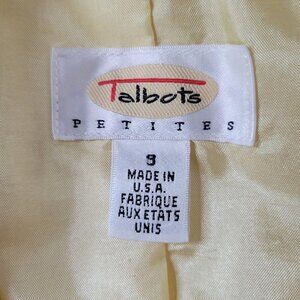 Talbots
PETITES
8
MADE IN
U.S.A.
FABRIQUE
AUX ETATS
UNIS